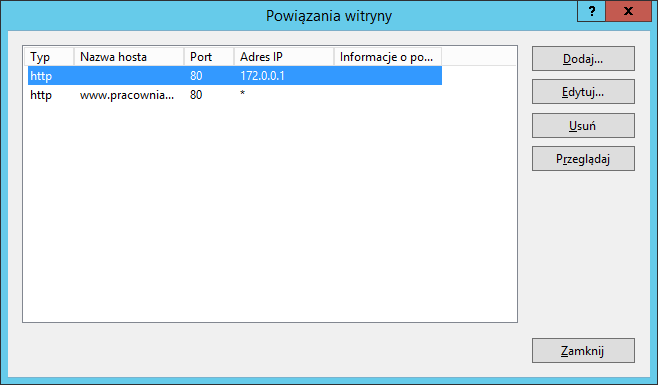 Powiązania witryny
? x
Typ Nazwa hosta Port Adres IP Informacje o po...
http 80 172.0.0.1
http www.pracownia... 80 *
Dodaj...
Edytuj...
Usuń
Przeglądaj
Zamknij